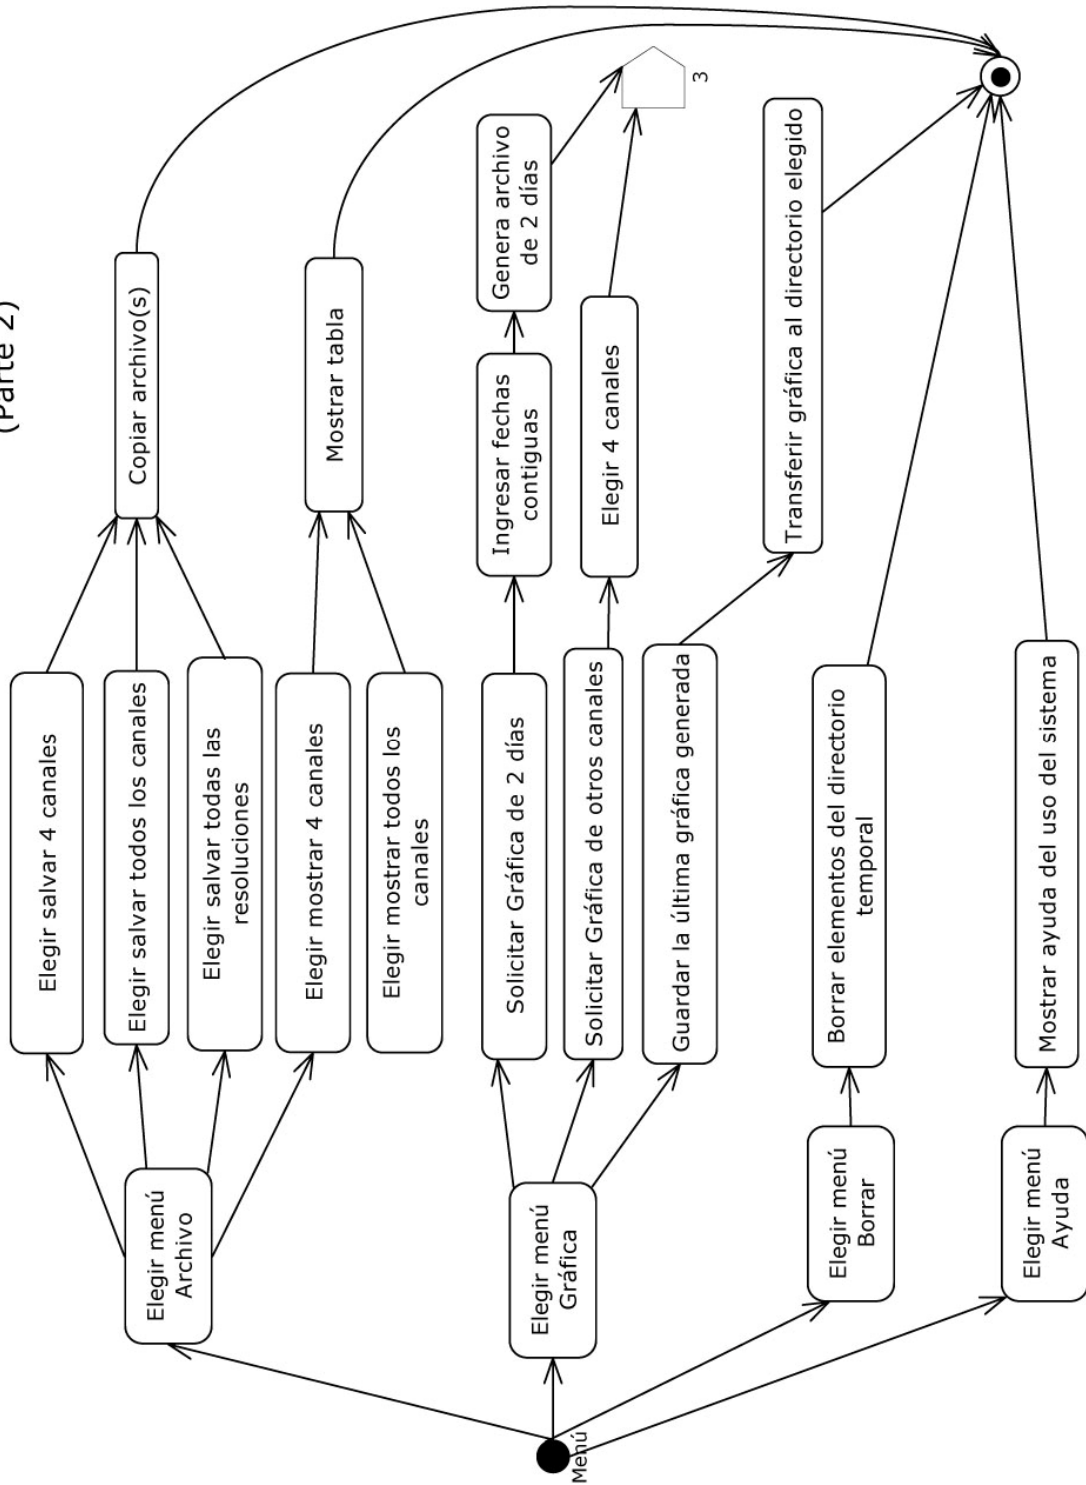 (Parte 2)
Menú
Elegir menú
Archivo
Elegir salvar 4 canales
Elegir salvar todos los canales
Elegir salvar todas las
resoluciones
Elegir mostrar 4 canales
Elegir mostrar todos los
canales
Copiar archivo(s)
Mostrar tabla
Elegir menú
Gráfica
Solicitar Gráfica de 2 días
Solicitar Gráfica de otros canales
Guardar la última gráfica generada
Ingresar fechas
contiguas
Genera archivo
de 2 días
Elegir 4 canales
3
Transferir gráfica al directorio elegido
Elegir menú
Borrar
Borrar elementos del directorio
temporal
Elegir menú
Ayuda
Mostrar ayuda del uso del sistema